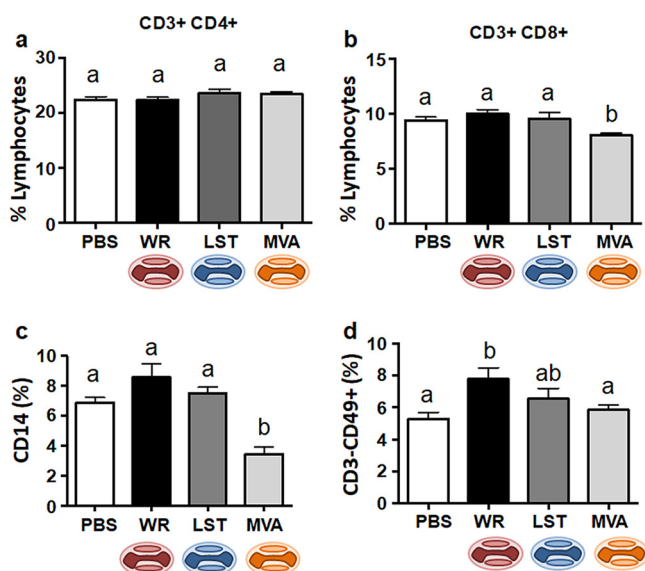 a
CD3+ CD4+
% Lymphocytes
30
20
10
0
a a a a
PBS WR LST MVA
b
CD3+ CD8+
% Lymphocytes
15
10
5
0
a a a b
PBS WR LST MVA
c
CD14 (%)
10
8
6
4
2
0
a a a b
PBS WR LST MVA
d
CD3-CD49+ (%)
10
8
6
4
2
0
a b ab a
PBS WR LST MVA